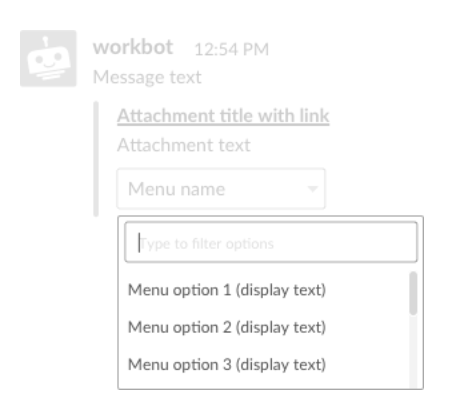 workbot 12:54 PM
Message text
Attachment title with link
Attachment text
Menu name
Type to filter options
Menu option 1 (display text)
Menu option 2 (display text)
Menu option 3 (display text)